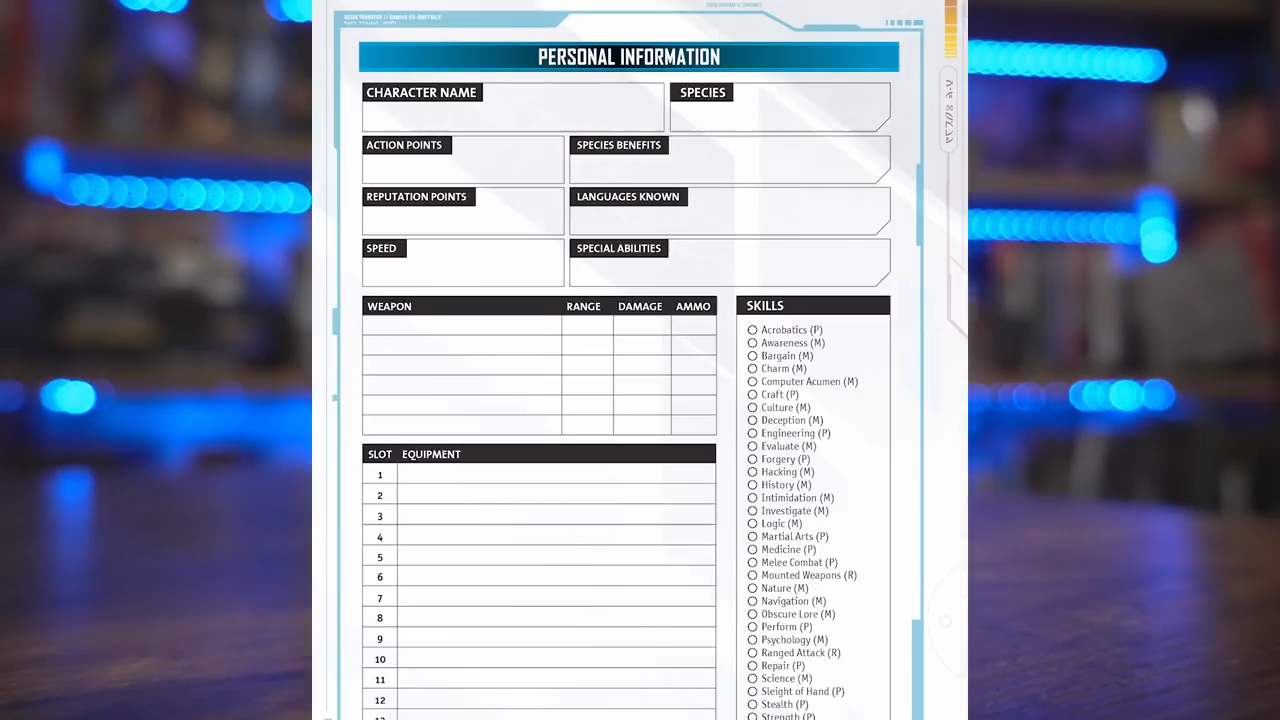 PERSONAL INFORMATION
CHARACTER NAME
SPECIES
ACTION POINTS
SPECIES BENEFITS
REPUTATION POINTS
LANGUAGES KNOWN
SPEED
SPECIAL ABILITIES
WEAPON RANGE DAMAGE AMMO
SLOT EQUIPMENT
1
2
3
4
5
6
7
8
9
10
11
12
SKILLS
Acrobatics (P)
Awareness (M)
Bargain (M)
Charm (M)
Computer Acumen (M)
Craft (P)
Culture (M)
Deception (M)
Engineering (P)
Evaluate (M)
Forgery (P)
Hacking (M)
History (M)
Intimidation (M)
Investigate (M)
Logic (M)
Martial Arts (P)
Medicine (P)
Melee Combat (P)
Mounted Weapons (R)
Nature (M)
Navigation (M)
Obscure Lore (M)
Perform (P)
Psychology (M)
Ranged Attack (R)
Repair (P)
Science (M)
Sleight of Hand (P)
Stealth (P)
Strength (P)